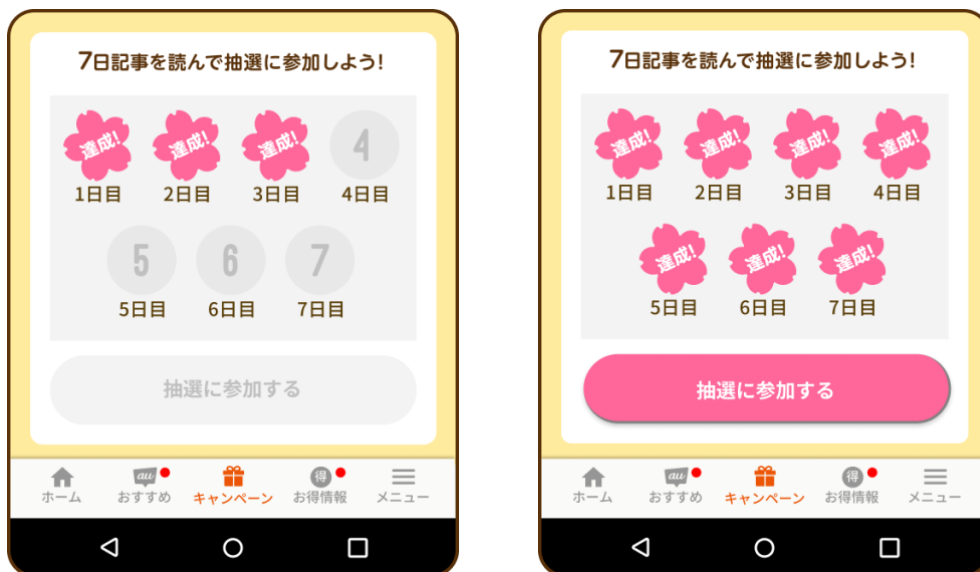 7日記事を読んで抽選に参加しよう!
達成! 達成! 達成! 4
1日目 2日目 3日目 4日目
5 6 7
5日目 6日目 7日目
抽選に参加する
au 得
ホーム おすすめ キャンペーン お得情報 メニュー
7日記事を読んで抽選に参加しよう!
達成! 達成! 達成! 達成!
1日目 2日目 3日目 4日目
達成! 達成! 達成!
5日目 6日目 7日目
抽選に参加する
au 得
ホーム おすすめ キャンペーン お得情報 メニュー